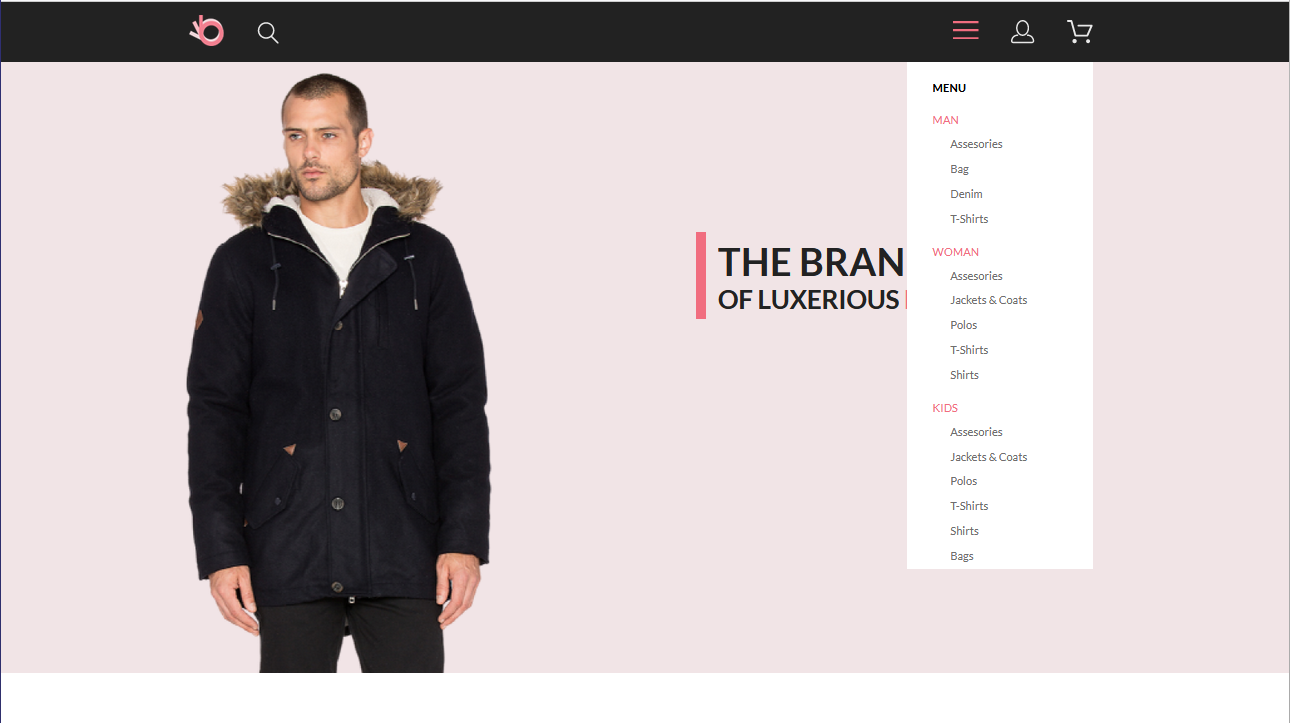 MENU
MAN
Assesories
Bag
Denim
T-Shirts
WOMAN
Assesories
Jackets & Coats
Polos
T-Shirts
Shirts
KIDS
Assesories
Jackets & Coats
Polos
T-Shirts
Shirts
Bags
THE BRAN
OF LUXERIOUS